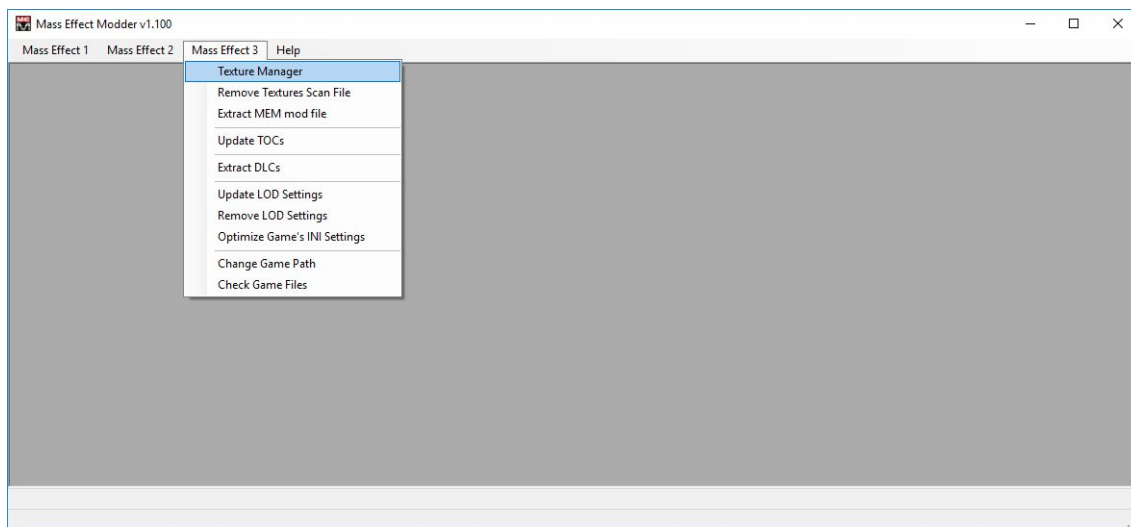 Mass Effect Modder v1.100
Mass Effect 1 Mass Effect 2 Mass Effect 3 Help
Texture Manager
Remove Textures Scan File
Extract MEM mod file
Update TOCs
Extract DLCs
Update LOD Settings
Remove LOD Settings
Optimize Game's INI Settings
Change Game Path
Check Game Files